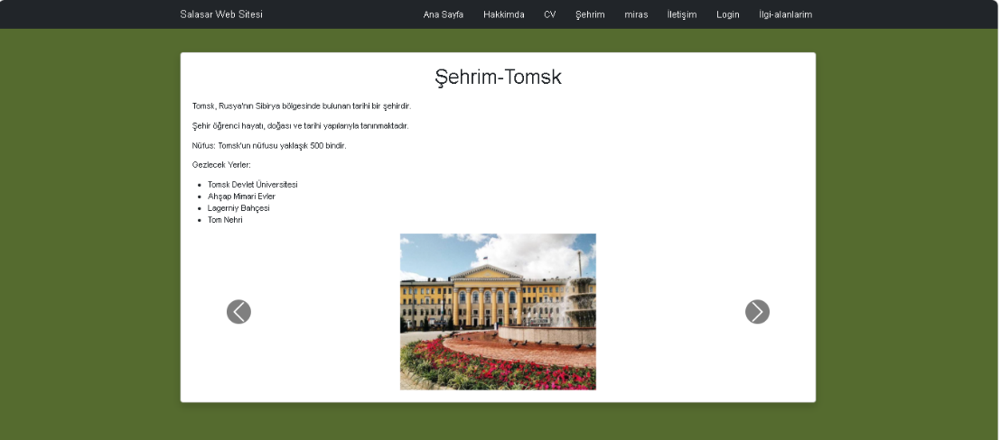 Salasar Web Sitesi Ana Sayfa Hakkimda CV Şehrim miras İletişim Login İlgi-alanlarim
Şehrim-Tomsk
Tomsk, Rusya'nın Sibirya bölgesinde bulunan tarihi bir şehirdir.
Şehir öğrenci hayatı, doğası ve tarihi yapılarıyla tanınmaktadır.
Nüfus: Tomsk'un nüfusu yaklaşık 500 bindir.
Gezlecek Yerler:
Tomsk Devlet Üniversitesi
Ahşap Mimari Evler
Lagerniy Bahçesi
Tom Nehri